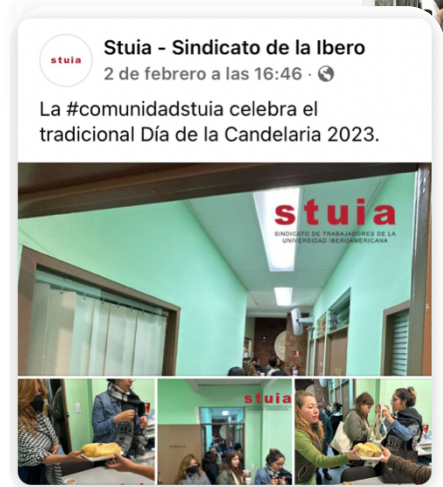 stuia
Stuia - Sindicato de la Ibero
2 de febrero a las 16:46 ·
La #comunidadstuia celebra el
tradicional Día de la Candelaria 2023.
stuia
SINDICATO DE TRABAJADORES DE LA
UNIVERSIDAD IBEROAMERICANA
stuia